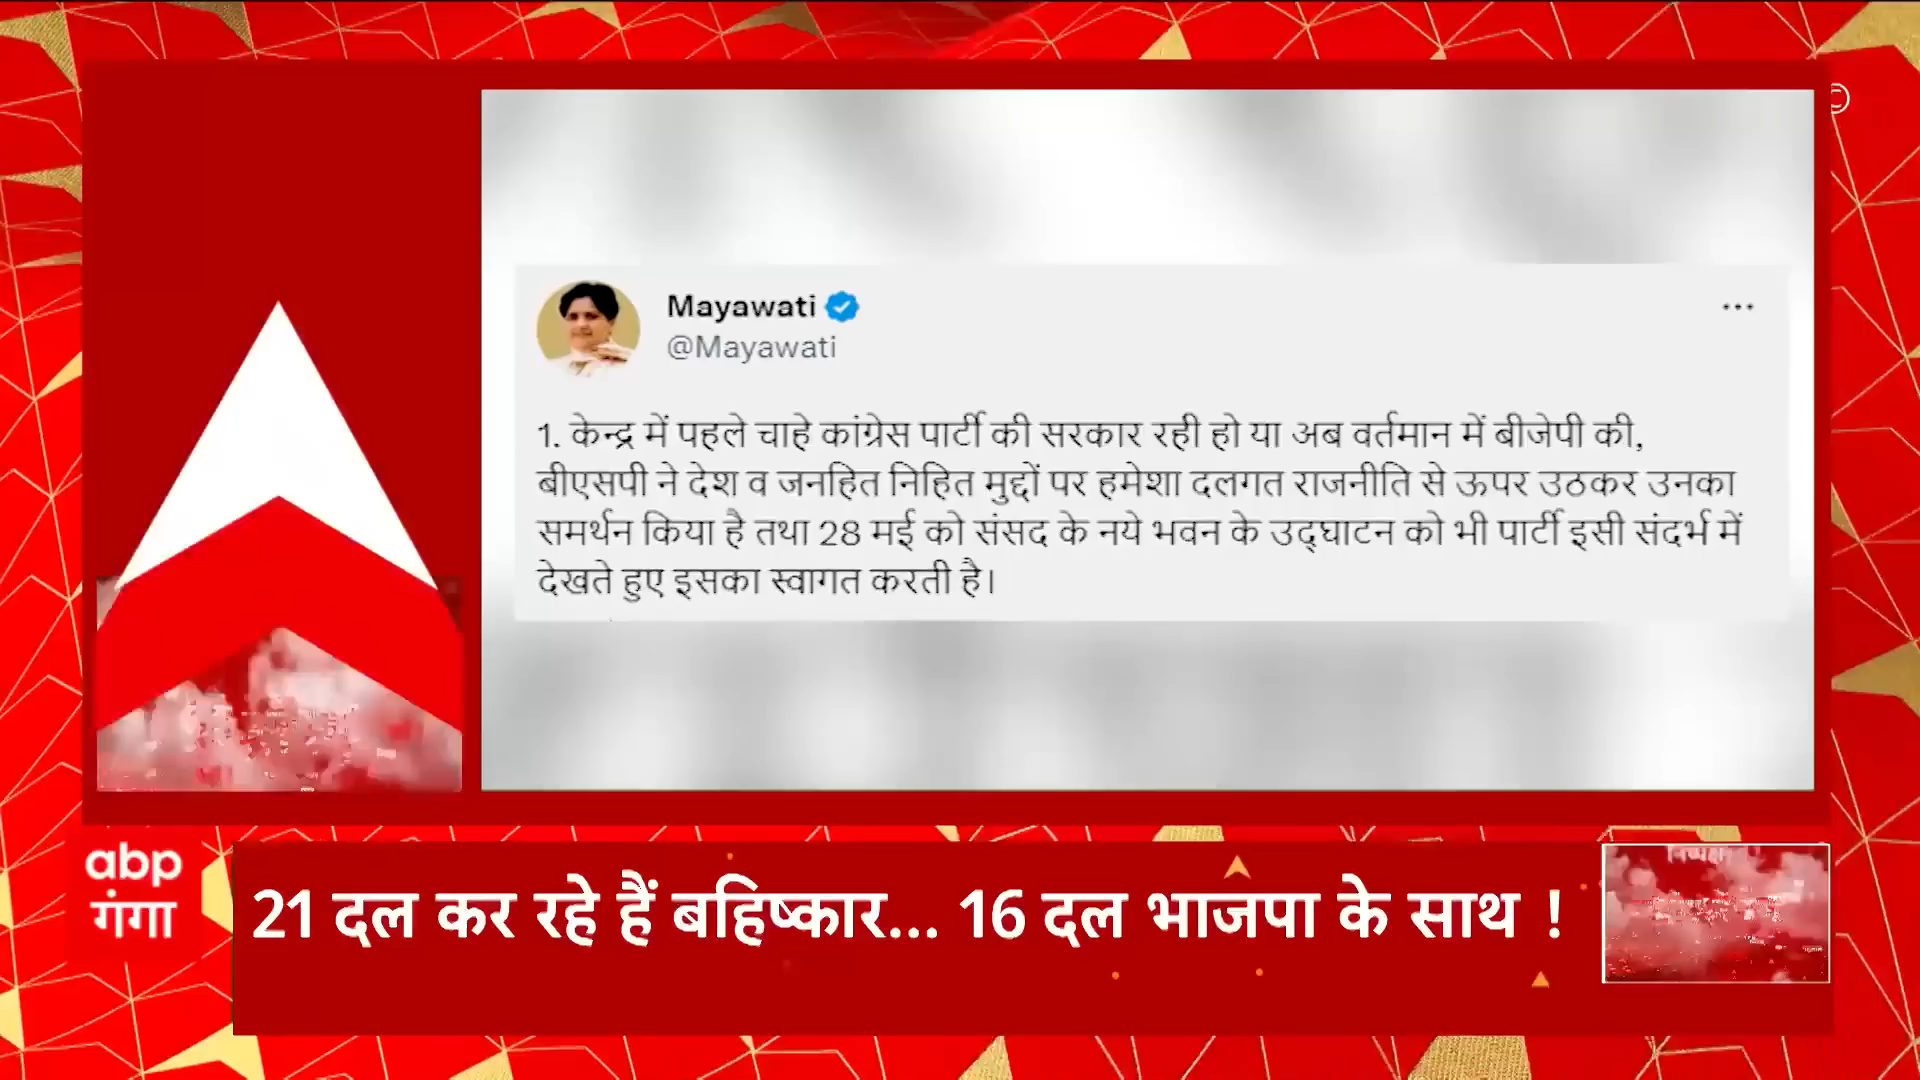 ©
Mayawati
@Mayawati
1. केन्द्र में पहले चाहे कांग्रेस पार्टी की सरकार रही हो या अब वर्तमान में बीजेपी की,
बीएसपी ने देश व जनहित निहित मुद्दों पर हमेशा दलगत राजनीति से ऊपर उठकर उनका
समर्थन किया है तथा 28 मई को संसद के नये भवन के उद्घाटन को भी पार्टी इसी संदर्भ में
देखते हुए इसका स्वागत करती है।
abp
गंगा
21 दल कर रहे हैं बहिष्कार... 16 दल भाजपा के साथ !